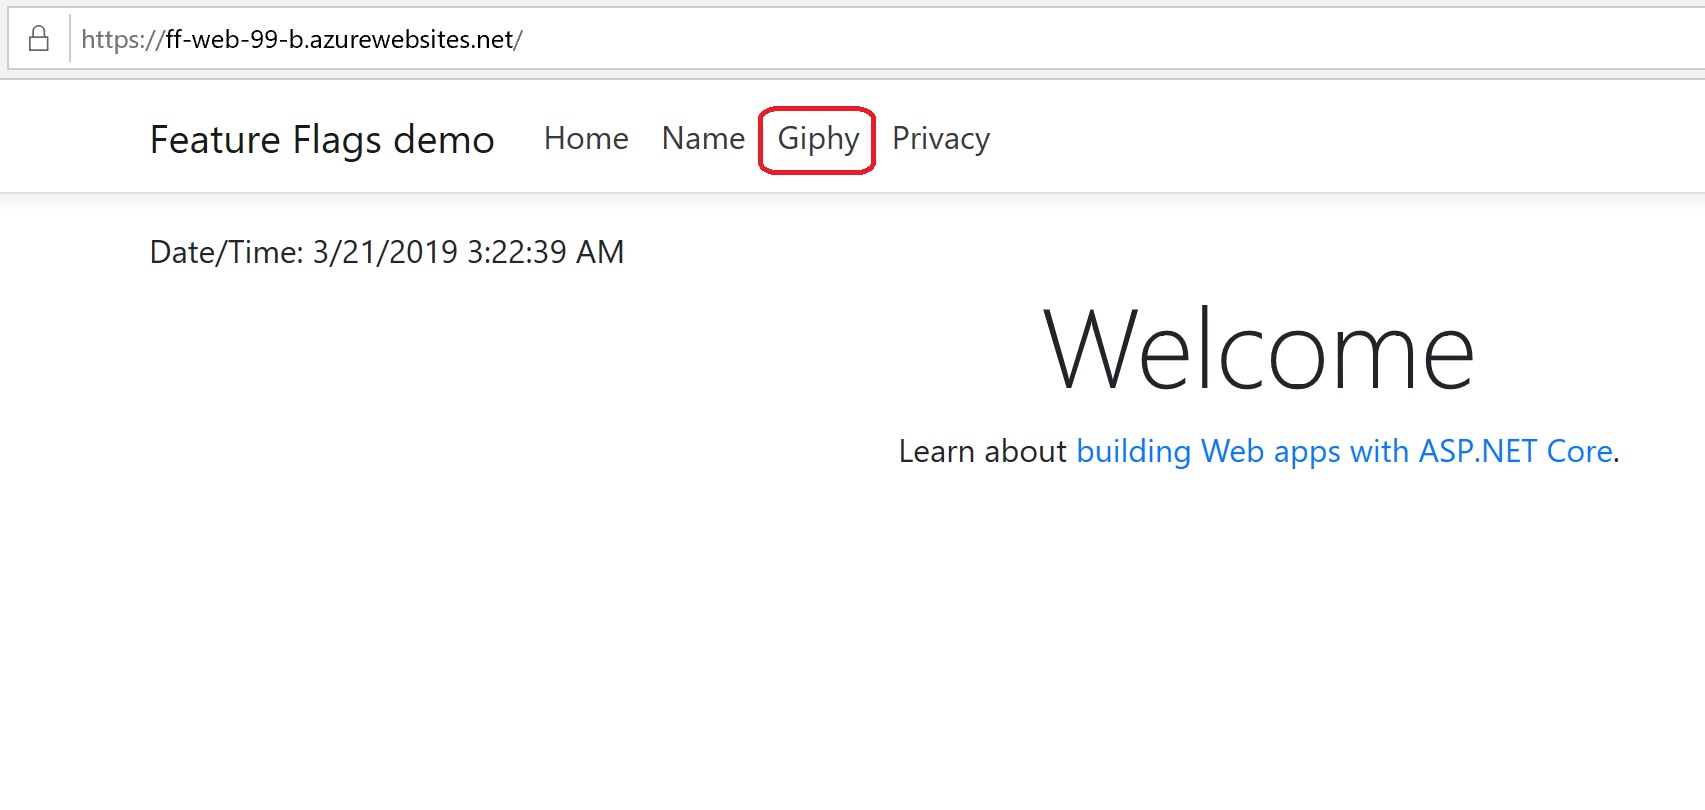 https://ff-web-99-b.azurewebsites.net/
Feature Flags demo Home Name Giphy Privacy
Date/Time: 3/21/2019 3:22:39 AM
Welcome
Learn about building Web apps with ASP.NET Core.